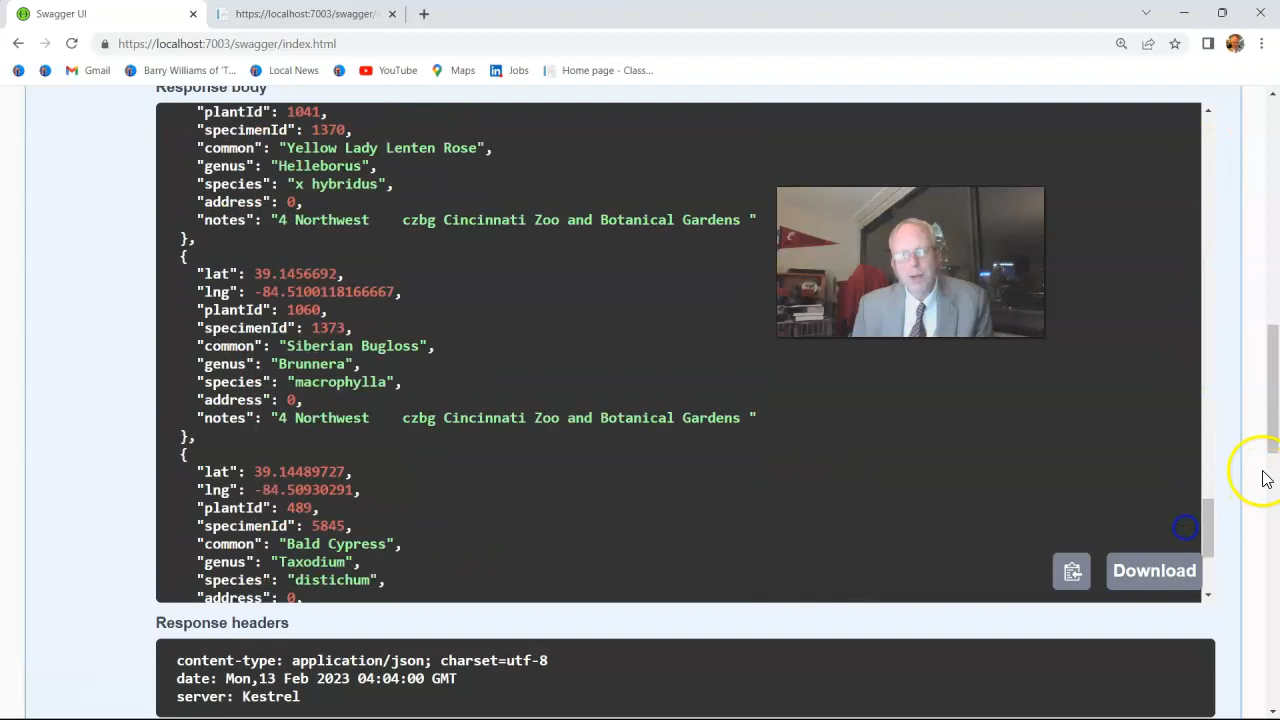 Swagger UI
https://localhost:7003/swagger/
https://localhost:7003/swagger/index.html
Gmail
Barry Williams of 'T...
Local News
YouTube
Maps
Jobs
Home page - Class...
Response body
"plantId": 1041,
"specimenId": 1370,
"common": "Yellow Lady Lenten Rose",
"genus": "Helleborus",
"species": "x hybridus",
"address": 0,
"notes": "4 Northwest    czbg Cincinnati Zoo and Botanical Gardens "
},
{
"lat": 39.1456692,
"lng": -84.5100118166667,
"plantId": 1060,
"specimenId": 1373,
"common": "Siberian Bugloss",
"genus": "Brunnera",
"species": "macrophylla",
"address": 0,
"notes": "4 Northwest    czbg Cincinnati Zoo and Botanical Gardens "
},
{
"lat": 39.14489727,
"lng": -84.50930291,
"plantId": 489,
"specimenId": 5845,
"common": "Bald Cypress",
"genus": "Taxodium",
"species": "distichum",
"address": 0,
Download
Response headers
content-type: application/json; charset=utf-8
date: Mon,13 Feb 2023 04:04:00 GMT
server: Kestrel
C